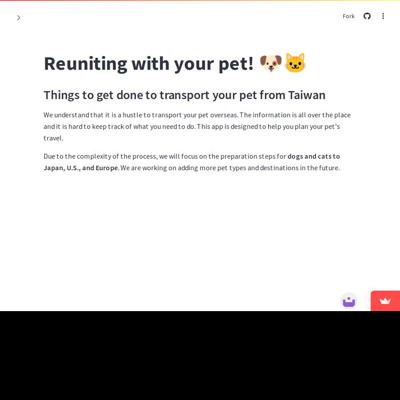 Fork
Reuniting with your pet! 🐶🐱
Things to get done to transport your pet from Taiwan
We understand that it is a hustle to transport your pet overseas. The information is all over the place
and it is hard to keep track of what you need to do. This app is designed to help you plan your pet's
travel.
Due to the complexity of the process, we will focus on the preparation steps for dogs and cats to
Japan, U.S., and Europe. We are working on adding more pet types and destinations in the future.